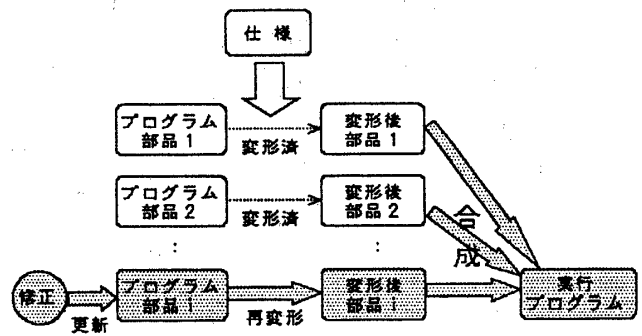 仕様
プログラム
部品1
変形済
変形後
部品1
プログラム
部品2
変形済
変形後
部品2
合
成
:
:
修正
更新
プログラム
部品i
再変形
変形後
部品i
実行
プログラム